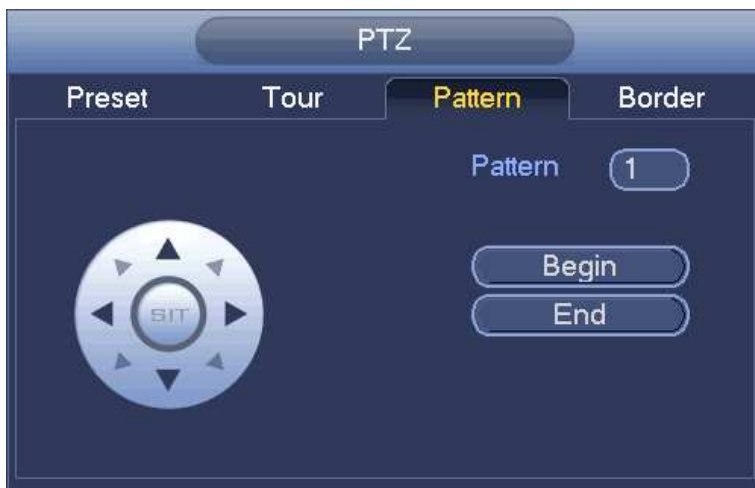 PTZ
Preset Tour Pattern Border
Pattern 1
SIT
Begin
End